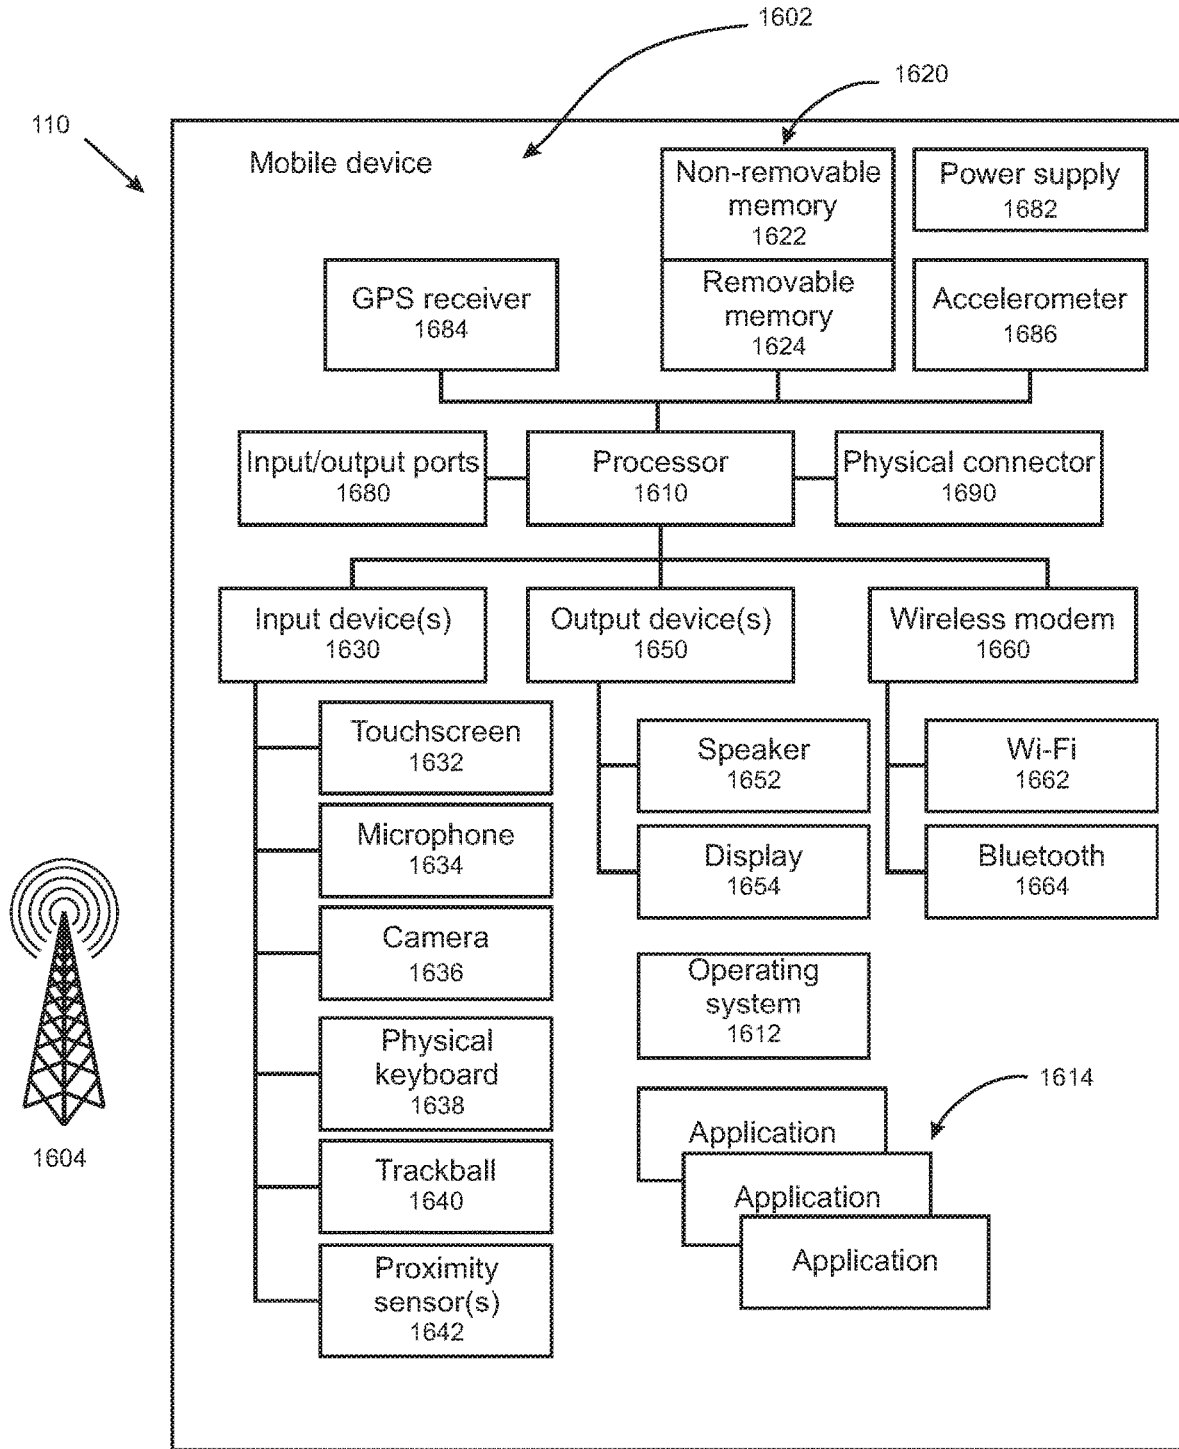 1602
1620
110
Mobile device
Non-removable
memory
1622
Power supply
1682
GPS receiver
1684
Removable
memory
1624
Accelerometer
1686
Input/output ports
1680
Processor
1610
Physical connector
1690
Input device(s)
1630
Output device(s)
1650
Wireless modem
1660
Touchscreen
1632
Speaker
1652
Wi-Fi
1662
Microphone
1634
Display
1654
Bluetooth
1664
Camera
1636
Operating
system
1612
Physical
keyboard
1638
1614
Application
Application
Application
1604
Trackball
1640
Proximity
sensor(s)
1642